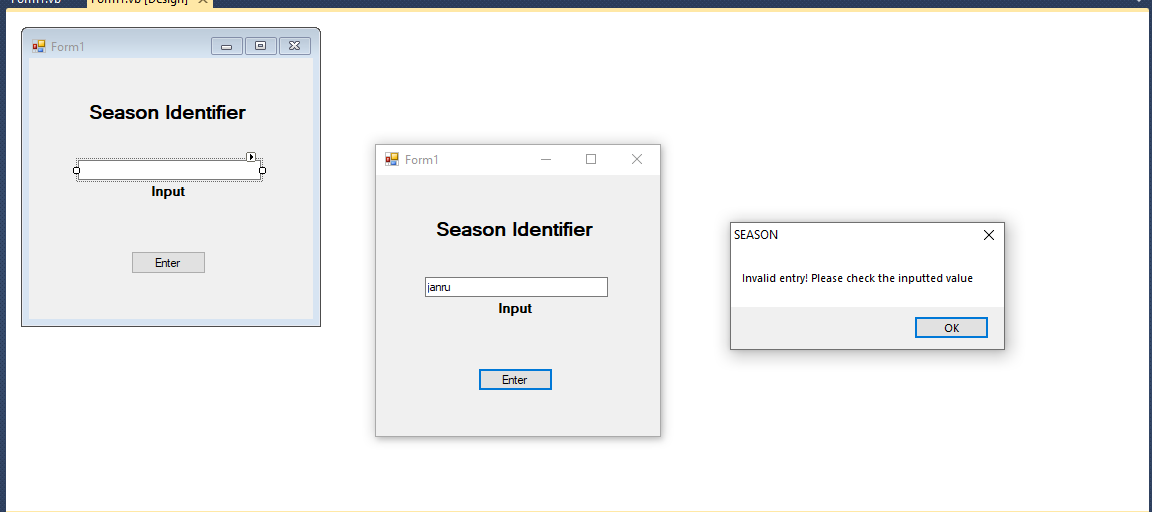 Form1.vb
Form1.vb [Design]
Form1
Season Identifier
Input
Enter
Form1
Season Identifier
janru
Input
Enter
SEASON
Invalid entry! Please check the inputted value
OK